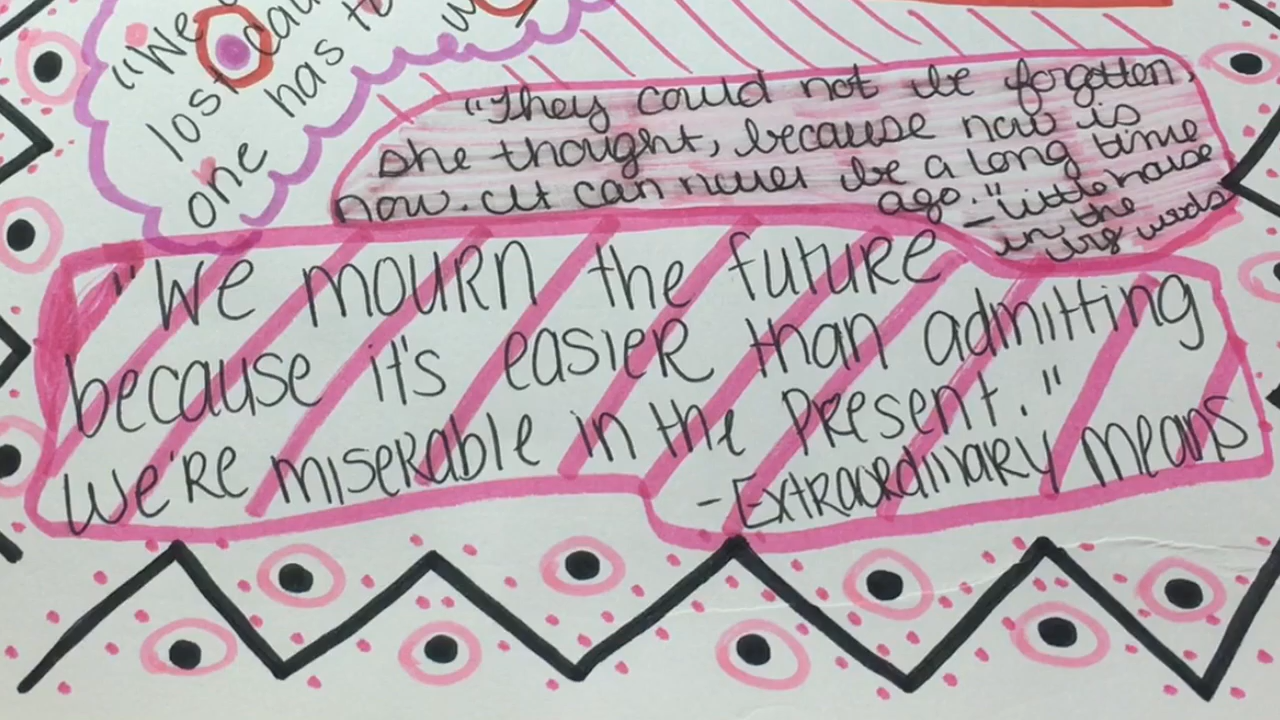 "We
lost
one has
"They could not be forgotten,
she thought, because now is
now. It can never be a long time
ago." -little house
in the
big woods
"We mourn the future
because it's easier than admitting
we're miserable in the present."
-Extraordinary means